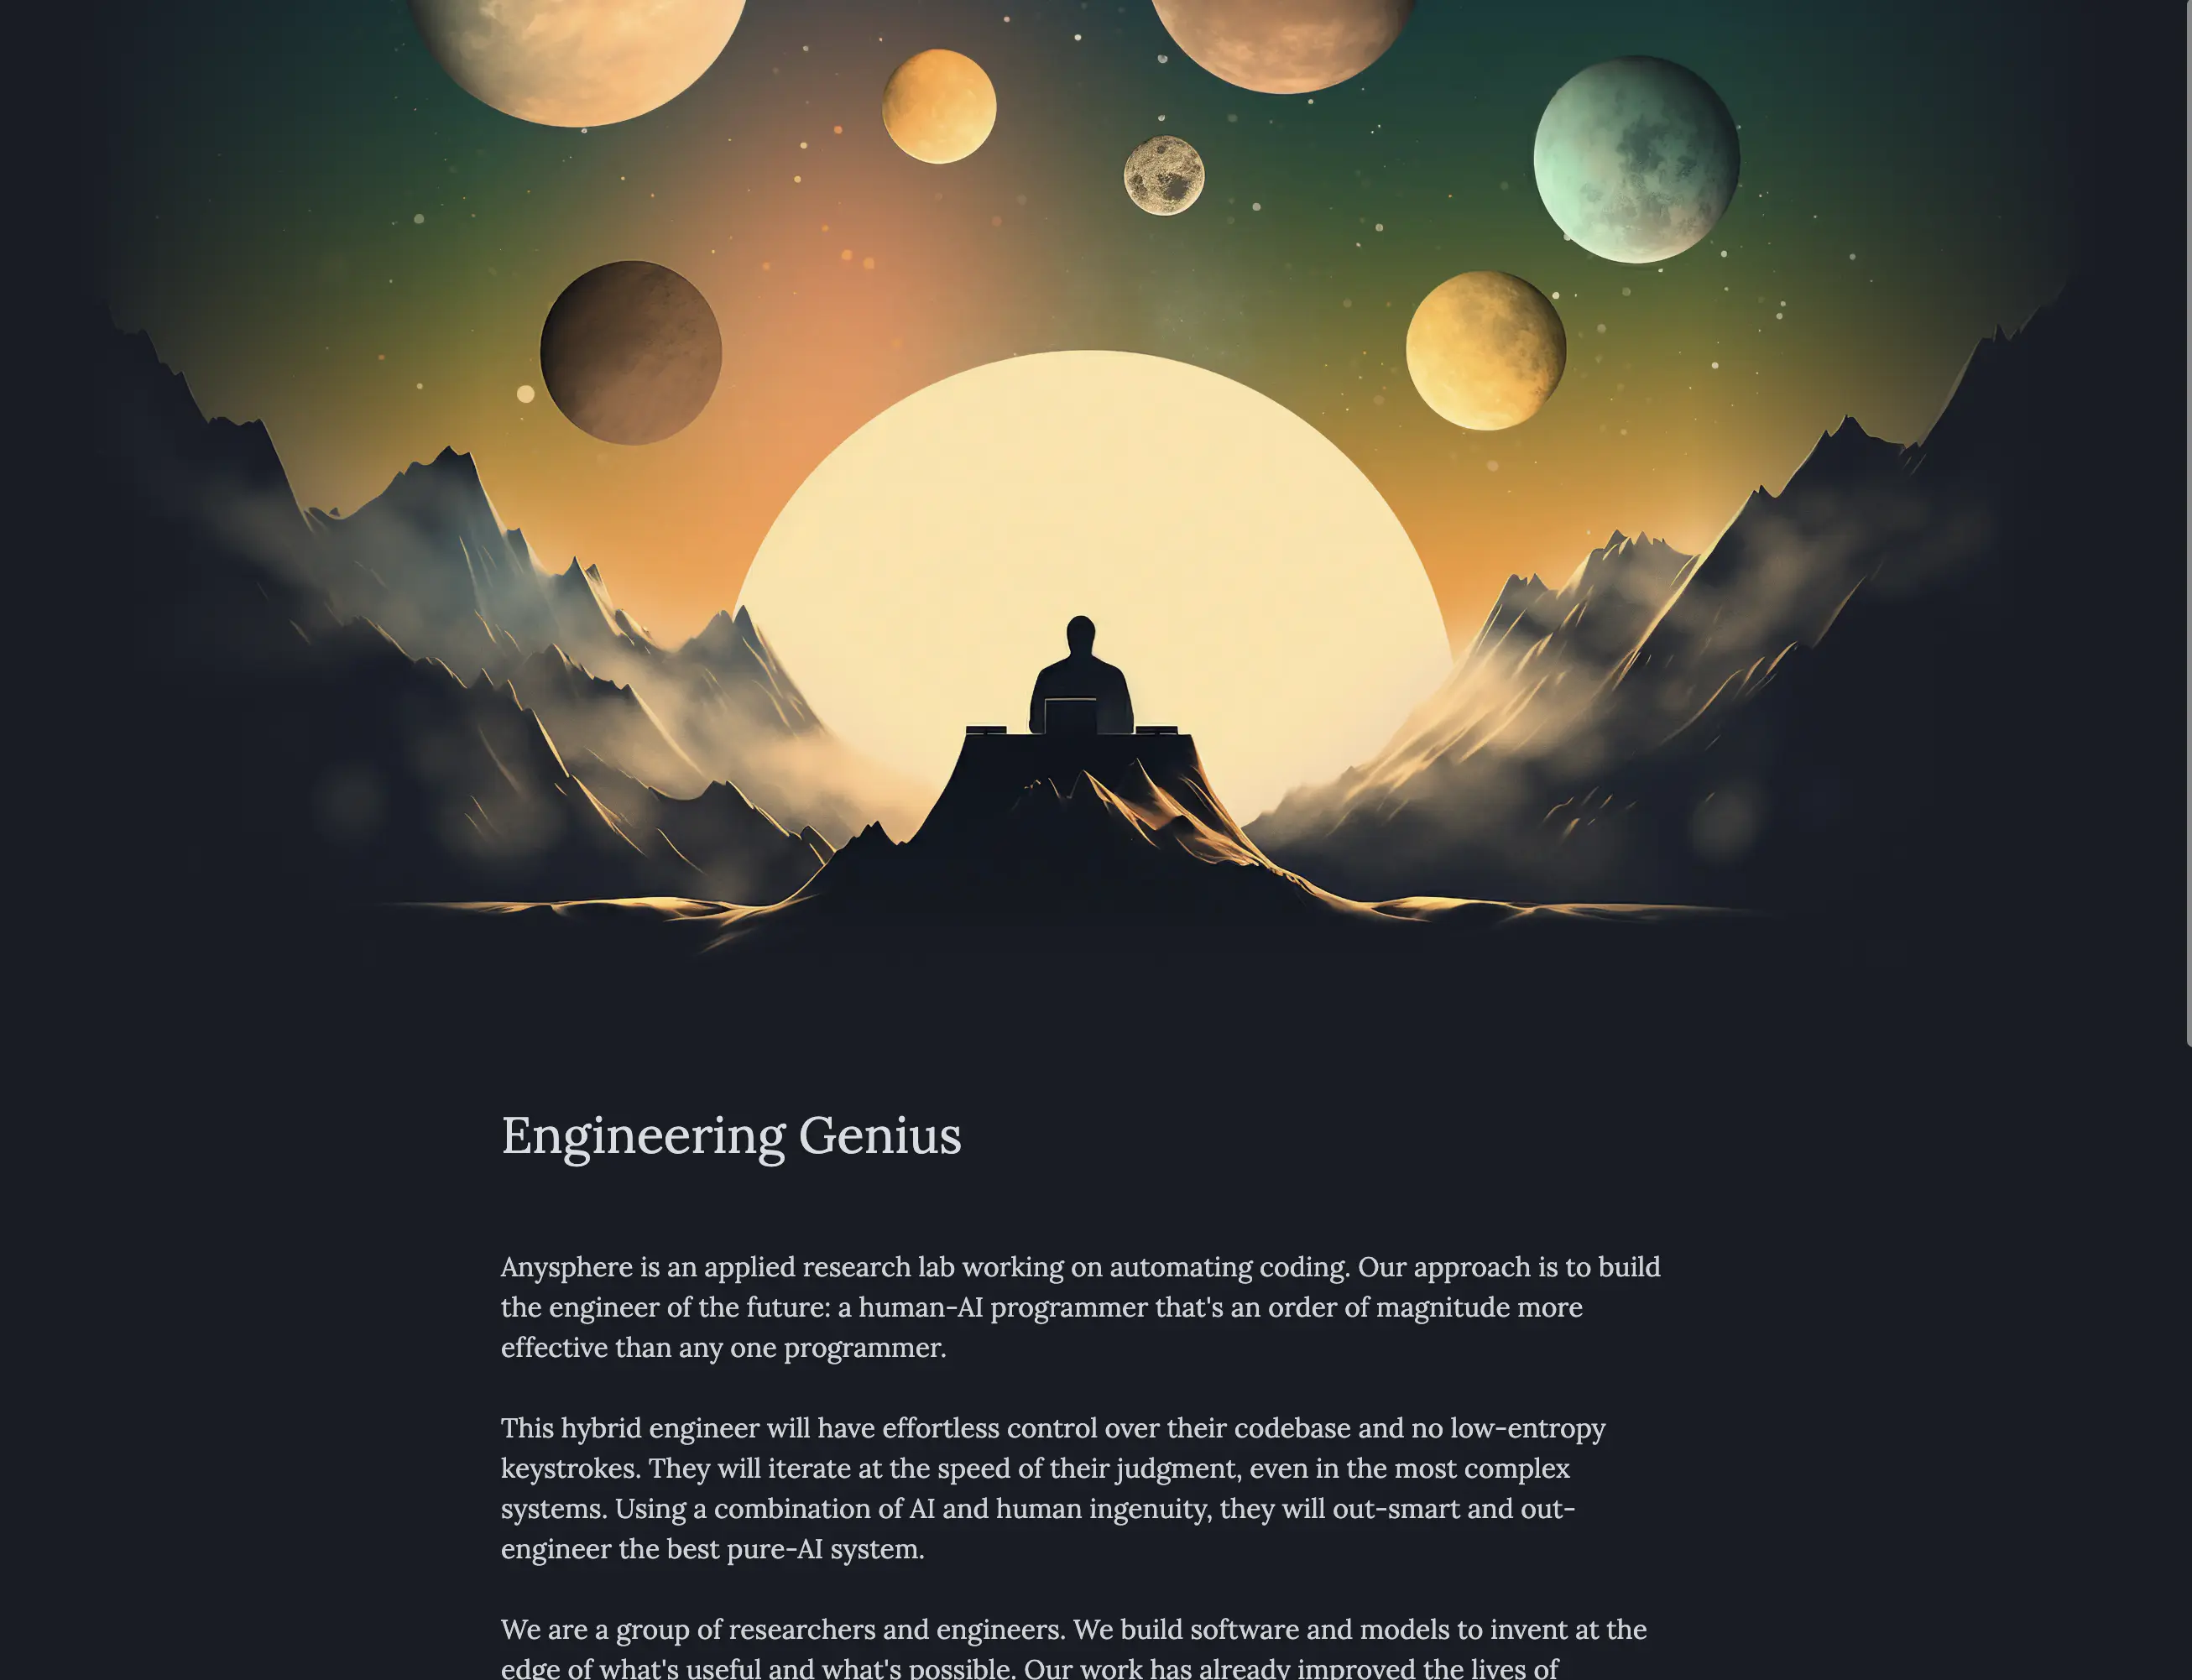 Engineering Genius
Anysphere is an applied research lab working on automating coding. Our approach is to build
the engineer of the future: a human-AI programmer that's an order of magnitude more
effective than any one programmer.
This hybrid engineer will have effortless control over their codebase and no low-entropy
keystrokes. They will iterate at the speed of their judgment, even in the most complex
systems. Using a combination of AI and human ingenuity, they will out-smart and out-
engineer the best pure-AI system.
We are a group of researchers and engineers. We build software and models to invent at the
edge of what's useful and what's possible. Our work has already improved the lives of